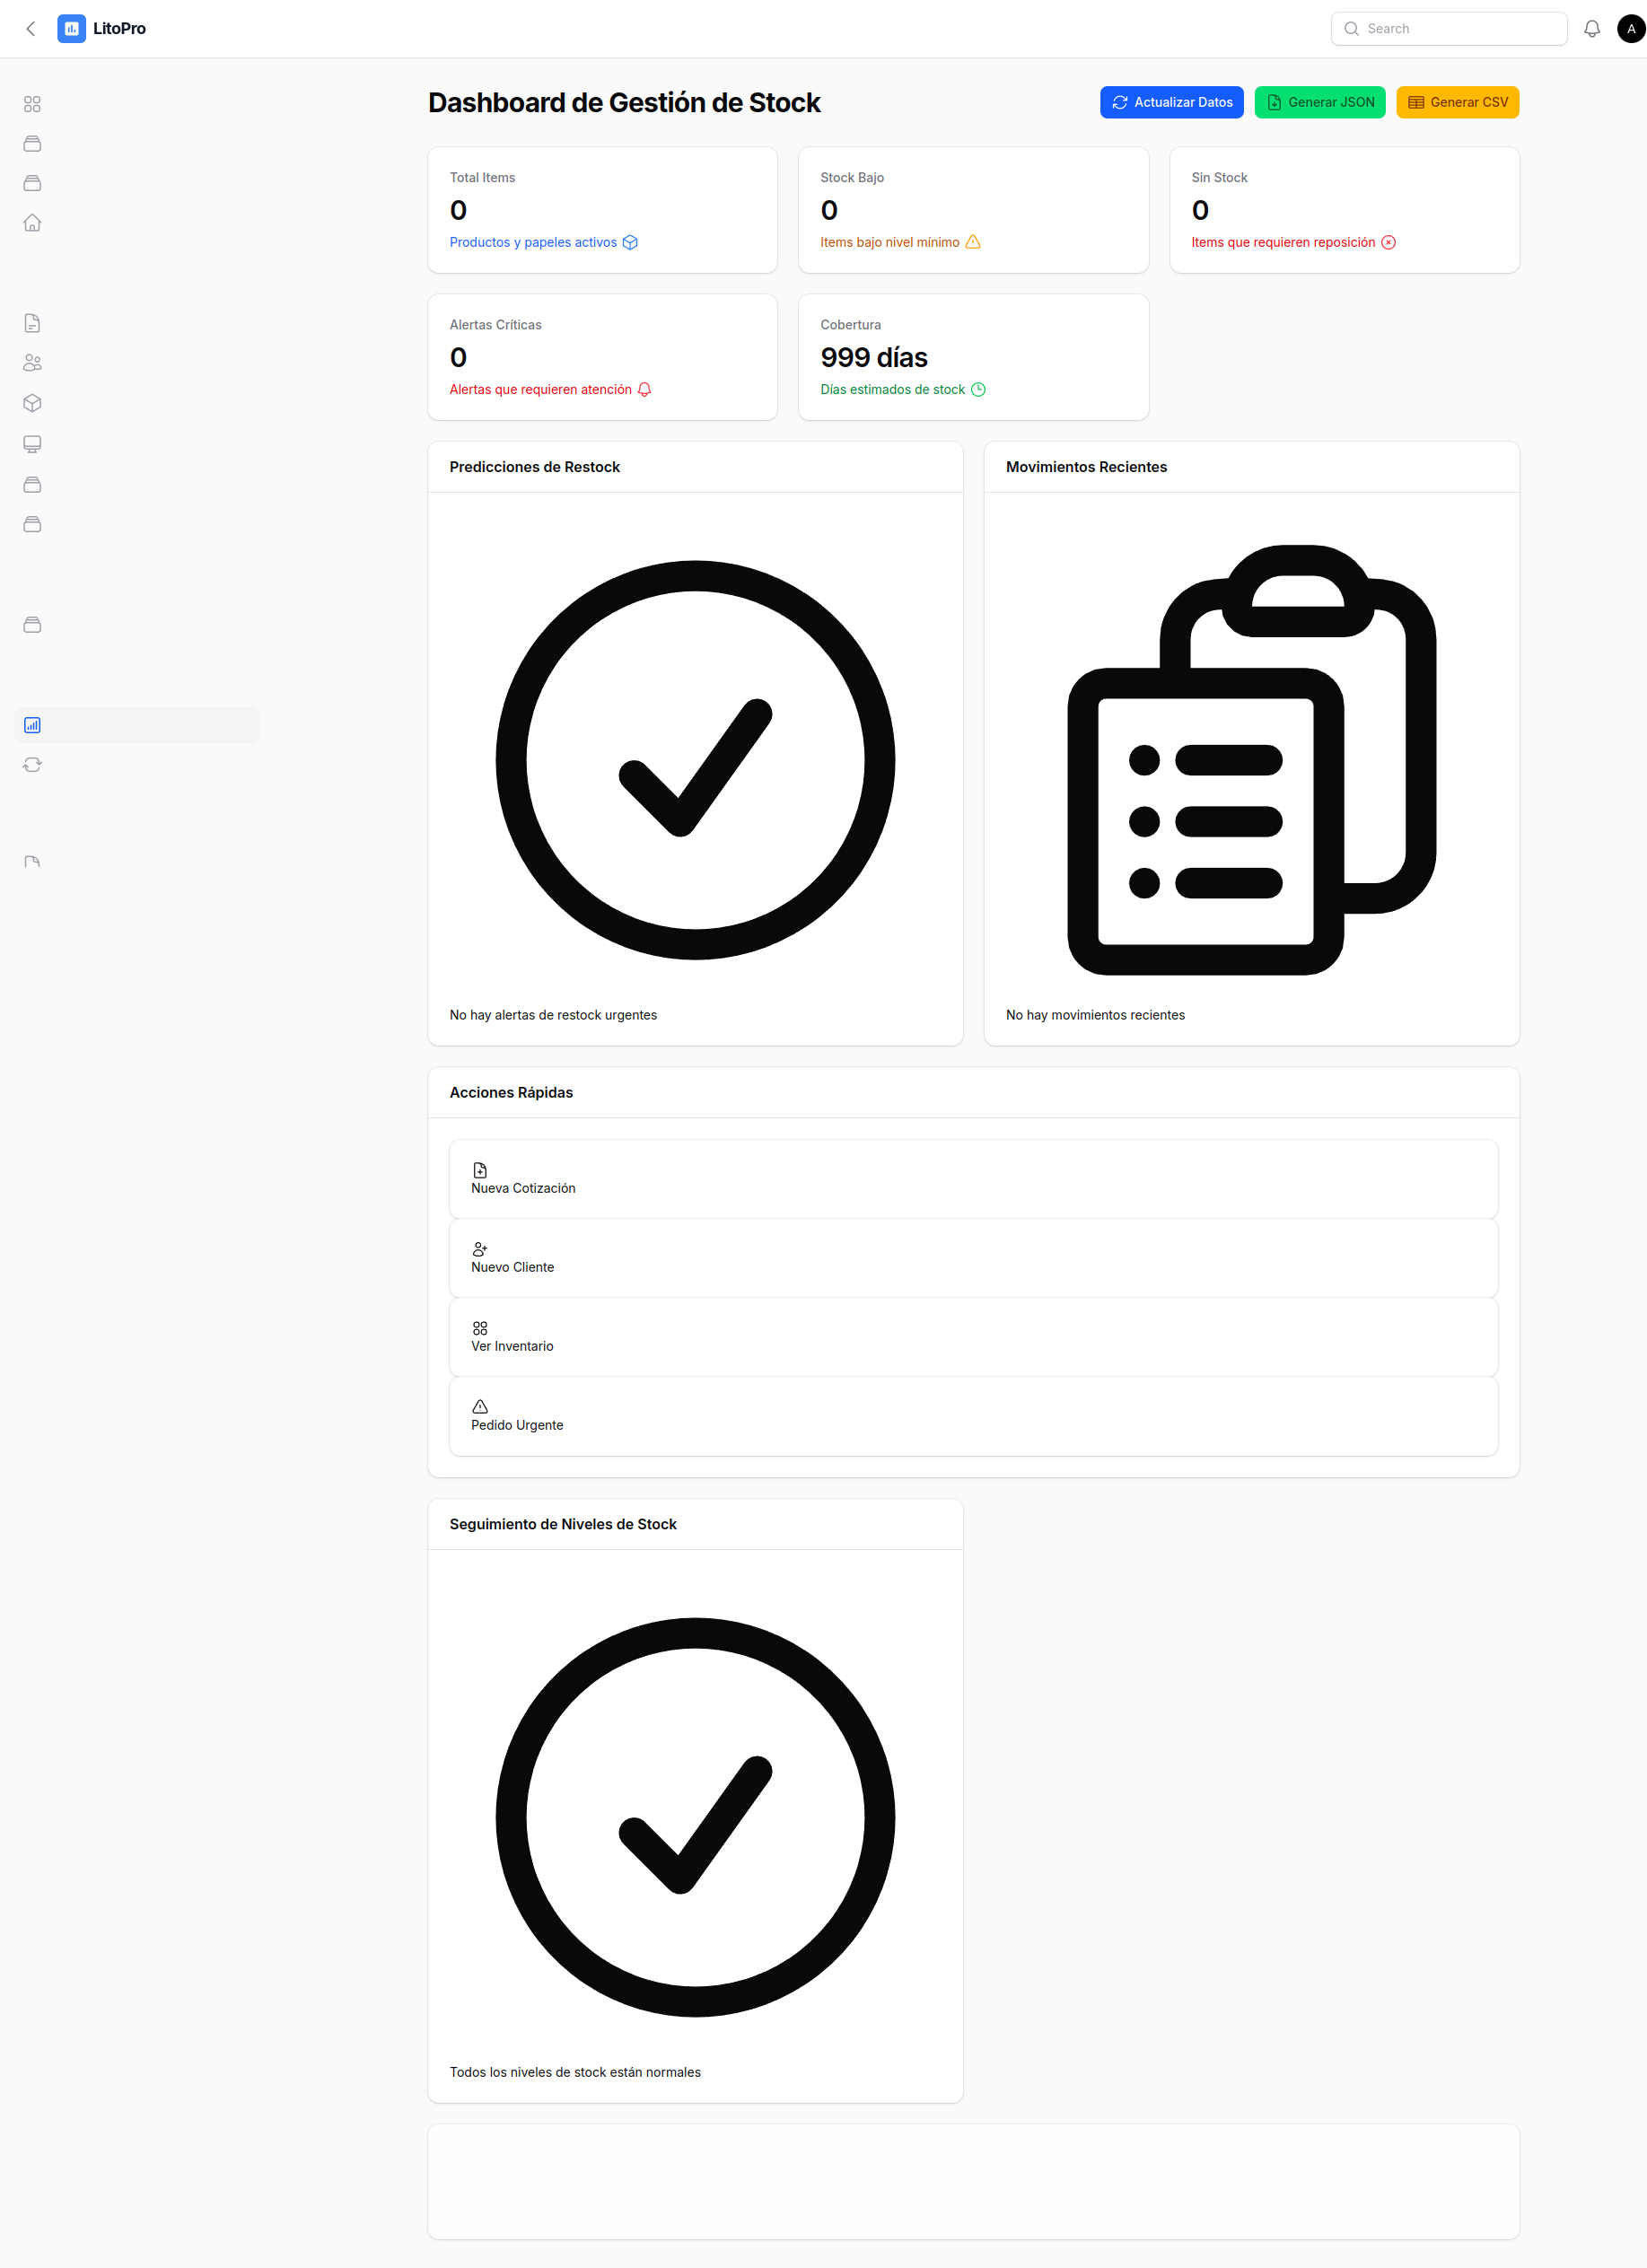 LitoPro
Search
A
Dashboard de Gestión de Stock
Actualizar Datos
Generar JSON
Generar CSV
Total Items
0
Productos y papeles activos
Stock Bajo
0
Items bajo nivel mínimo
Sin Stock
0
Items que requieren reposición
Alertas Críticas
0
Alertas que requieren atención
Cobertura
999 días
Días estimados de stock
Predicciones de Restock
No hay alertas de restock urgentes
Movimientos Recientes
No hay movimientos recientes
Acciones Rápidas
Nueva Cotización
Nuevo Cliente
Ver Inventario
Pedido Urgente
Seguimiento de Niveles de Stock
Todos los niveles de stock están normales